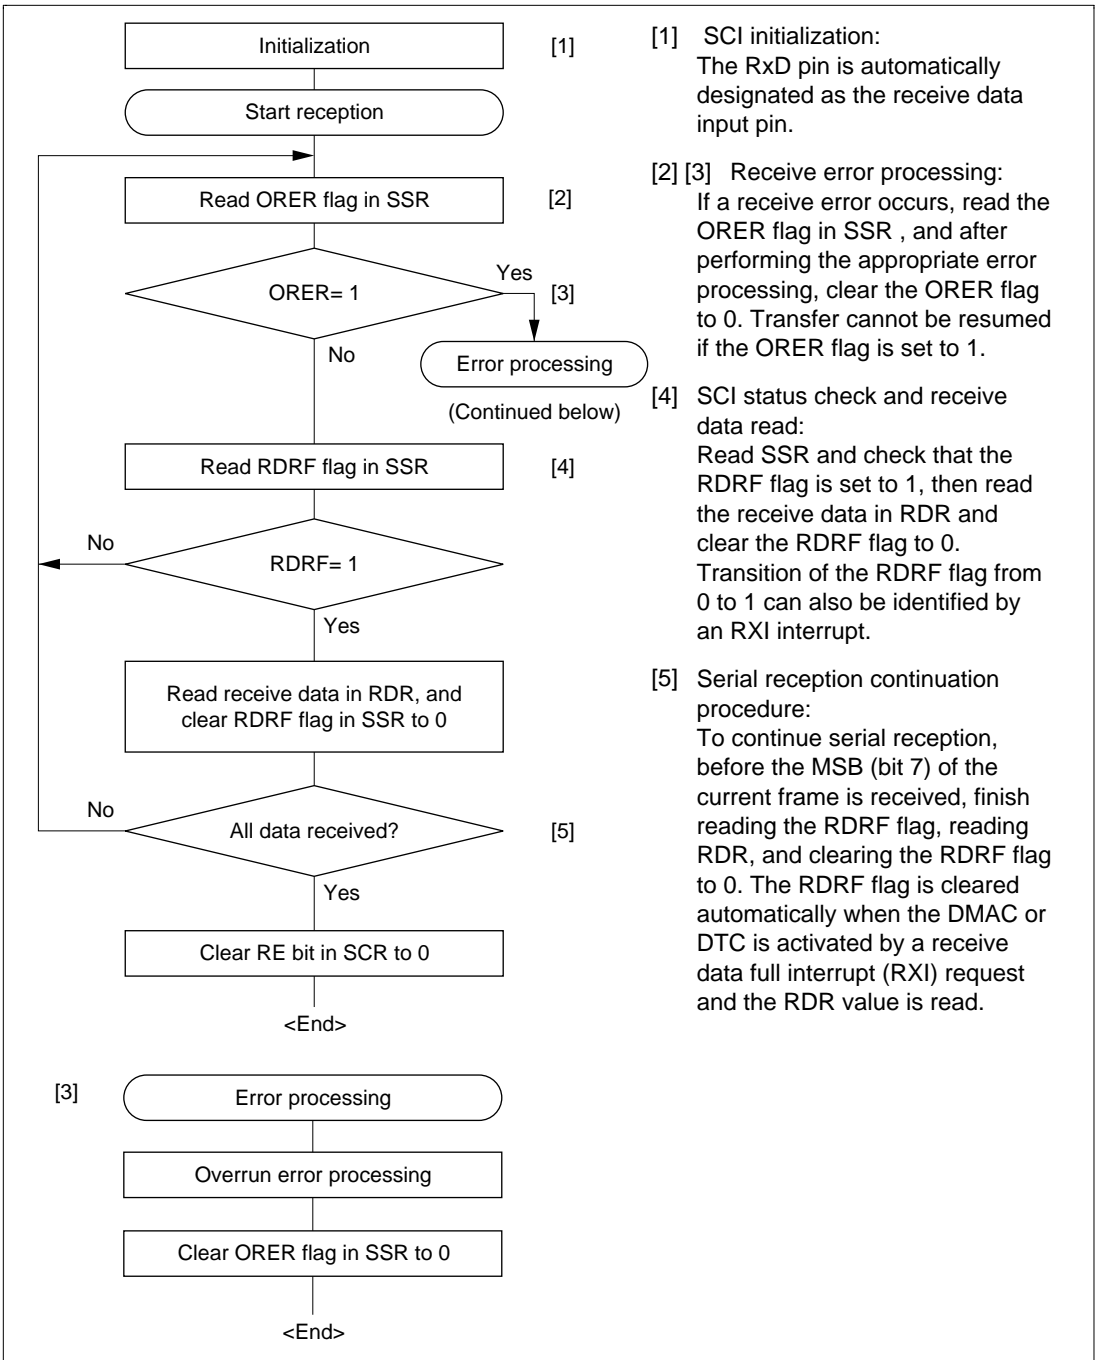 Initialization
[1]
Start reception
Read ORER flag in SSR
[2]
ORER= 1
Yes
[3]
No
Error processing
(Continued below)
Read RDRF flag in SSR
[4]
No
RDRF= 1
Yes
Read receive data in RDR, and
clear RDRF flag in SSR to 0
No
All data received?
[5]
Yes
Clear RE bit in SCR to 0
<End>
[3]
Error processing
Overrun error processing
Clear ORER flag in SSR to 0
<End>
[1] SCI initialization:
The RxD pin is automatically
designated as the receive data
input pin.
[2] [3] Receive error processing:
If a receive error occurs, read the
ORER flag in SSR , and after
performing the appropriate error
processing, clear the ORER flag
to 0. Transfer cannot be resumed
if the ORER flag is set to 1.
[4] SCI status check and receive
data read:
Read SSR and check that the
RDRF flag is set to 1, then read
the receive data in RDR and
clear the RDRF flag to 0.
Transition of the RDRF flag from
0 to 1 can also be identified by
an RXI interrupt.
[5] Serial reception continuation
procedure:
To continue serial reception,
before the MSB (bit 7) of the
current frame is received, finish
reading the RDRF flag, reading
RDR, and clearing the RDRF flag
to 0. The RDRF flag is cleared
automatically when the DMAC or
DTC is activated by a receive
data full interrupt (RXI) request
and the RDR value is read.